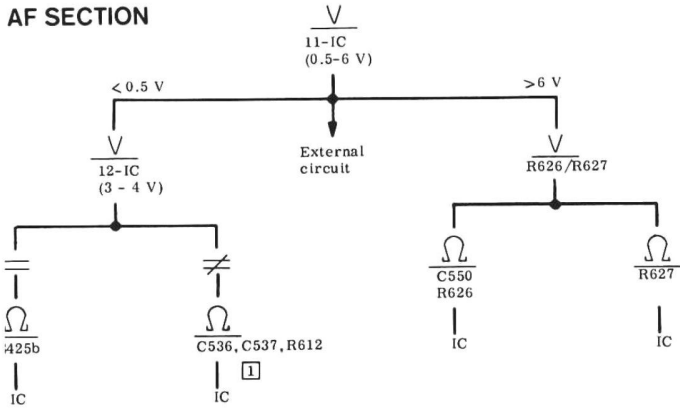 AF SECTION
V
11-IC
(0.5-6 V)
<0.5 V
>6 V
External
circuit
V
12-IC
(3 - 4 V)
V
R626/R627
=
≠
Ω
C550
R626
IC
Ω
R627
IC
Ω
425b
IC
Ω
C536, C537, R612
1
IC